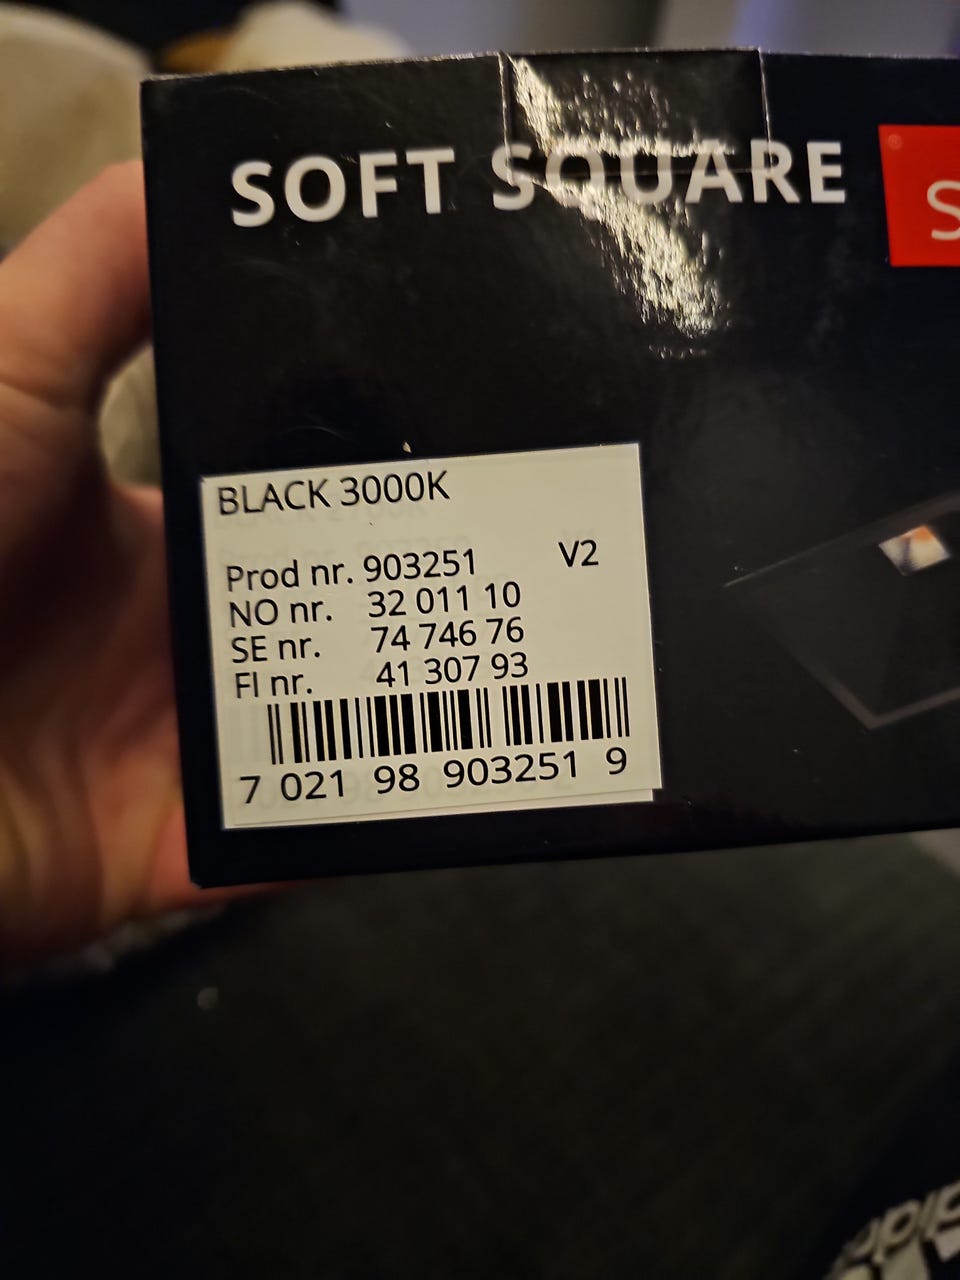 SOFT SQUARE
S
BLACK 3000K
Prod nr. 903251 V2
NO nr. 32 011 10
SE nr. 74 746 76
FI nr. 41 307 93
7 021 98 903251 9